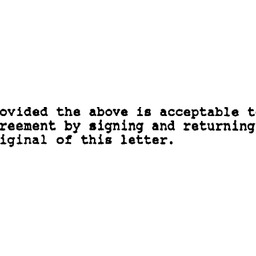 ovided the above is acceptable t
reement by signing and returning
iginal of this letter.